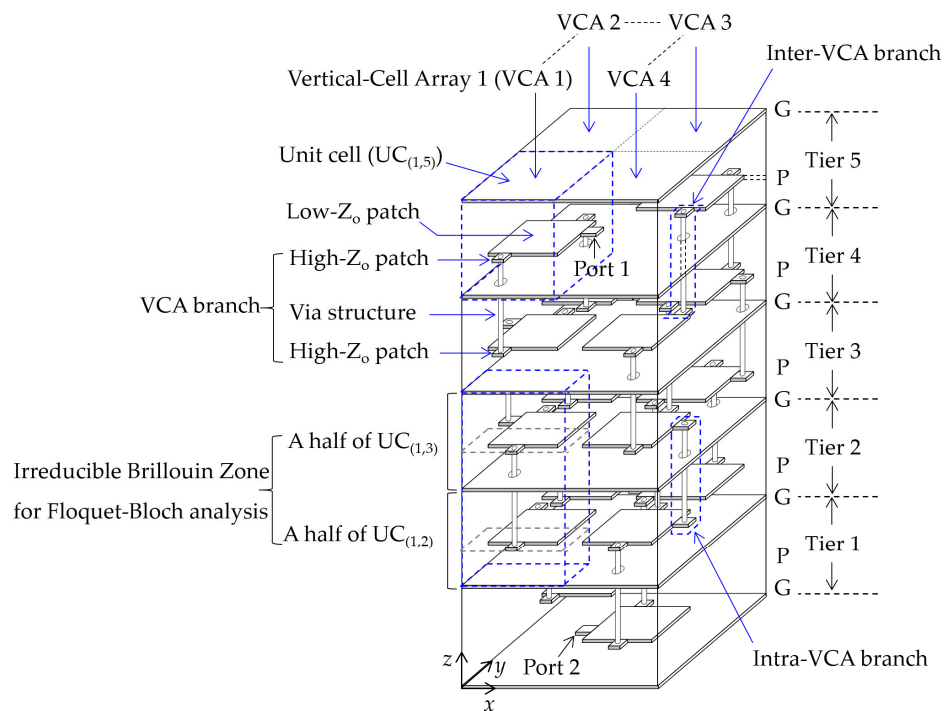 VCA 2
VCA 3
Inter-VCA branch
Vertical-Cell Array 1 (VCA 1)
VCA 4
G
Unit cell (UC(1,5))
P
Tier 5
G
Low-Zo patch
High-Zo patch
Port 1
P
Tier 4
VCA branch
G
Via structure
High-Zo patch
P
Tier 3
G
A half of UC(1,3)
Irreducible Brillouin Zone
for Floquet-Bloch analysis
P
Tier 2
G
A half of UC(1,2)
P
Tier 1
G
z
y
x
Port 2
Intra-VCA branch